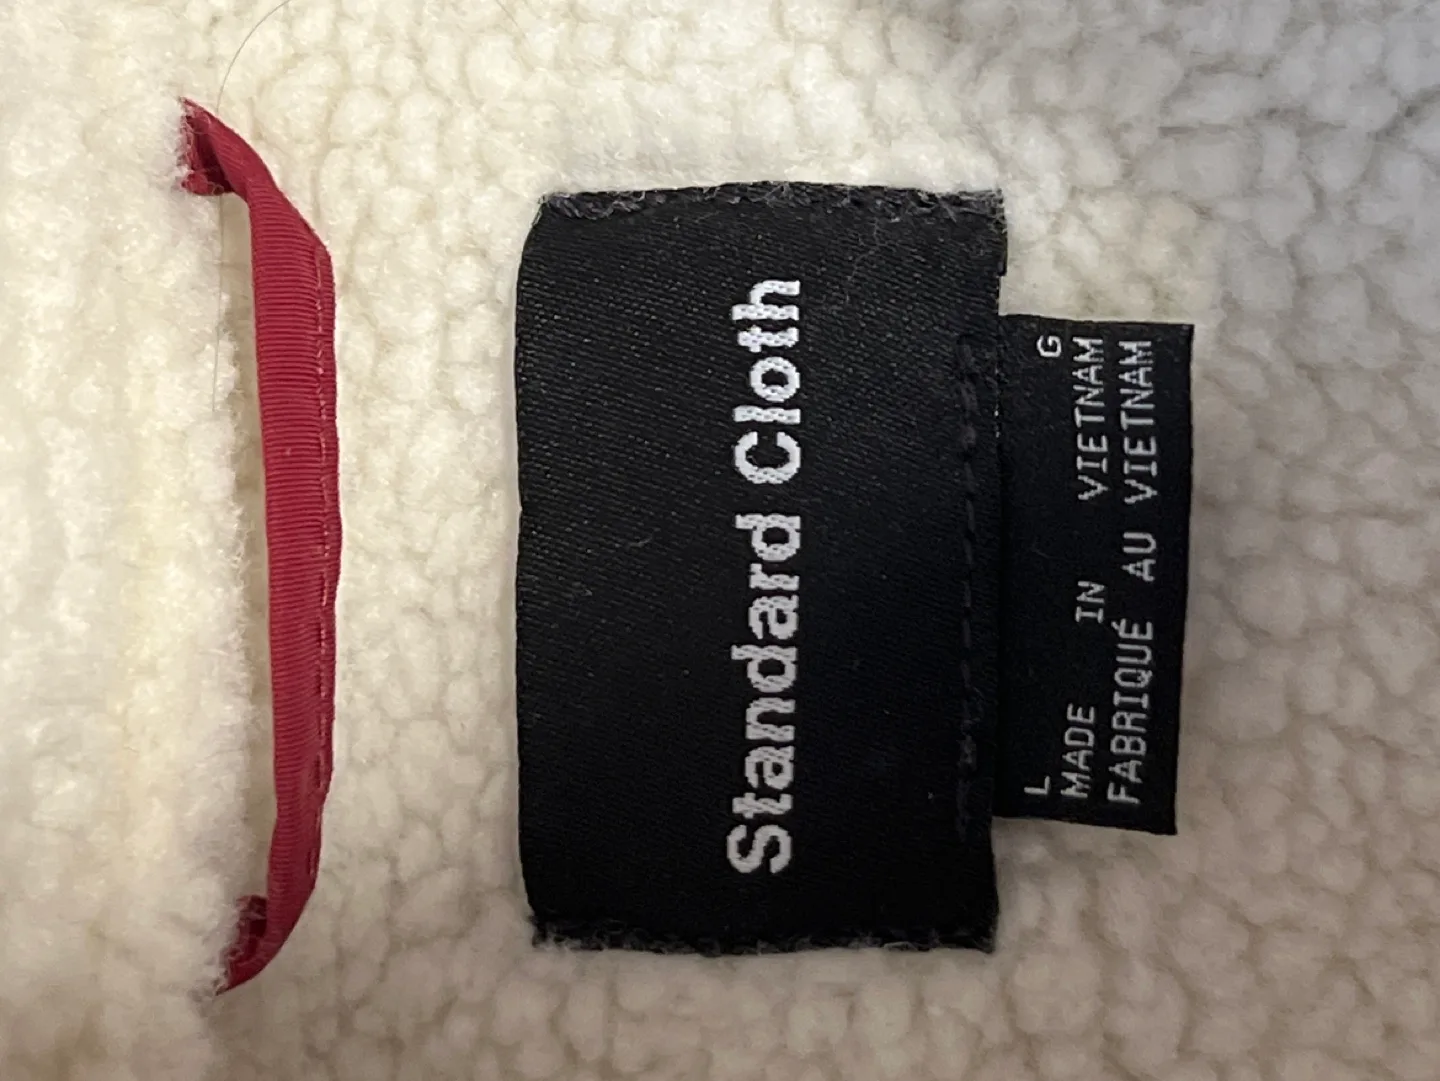 Standard Cloth
L G
MADE IN VIETNAM
FABRIQUÉ AU VIETNAM